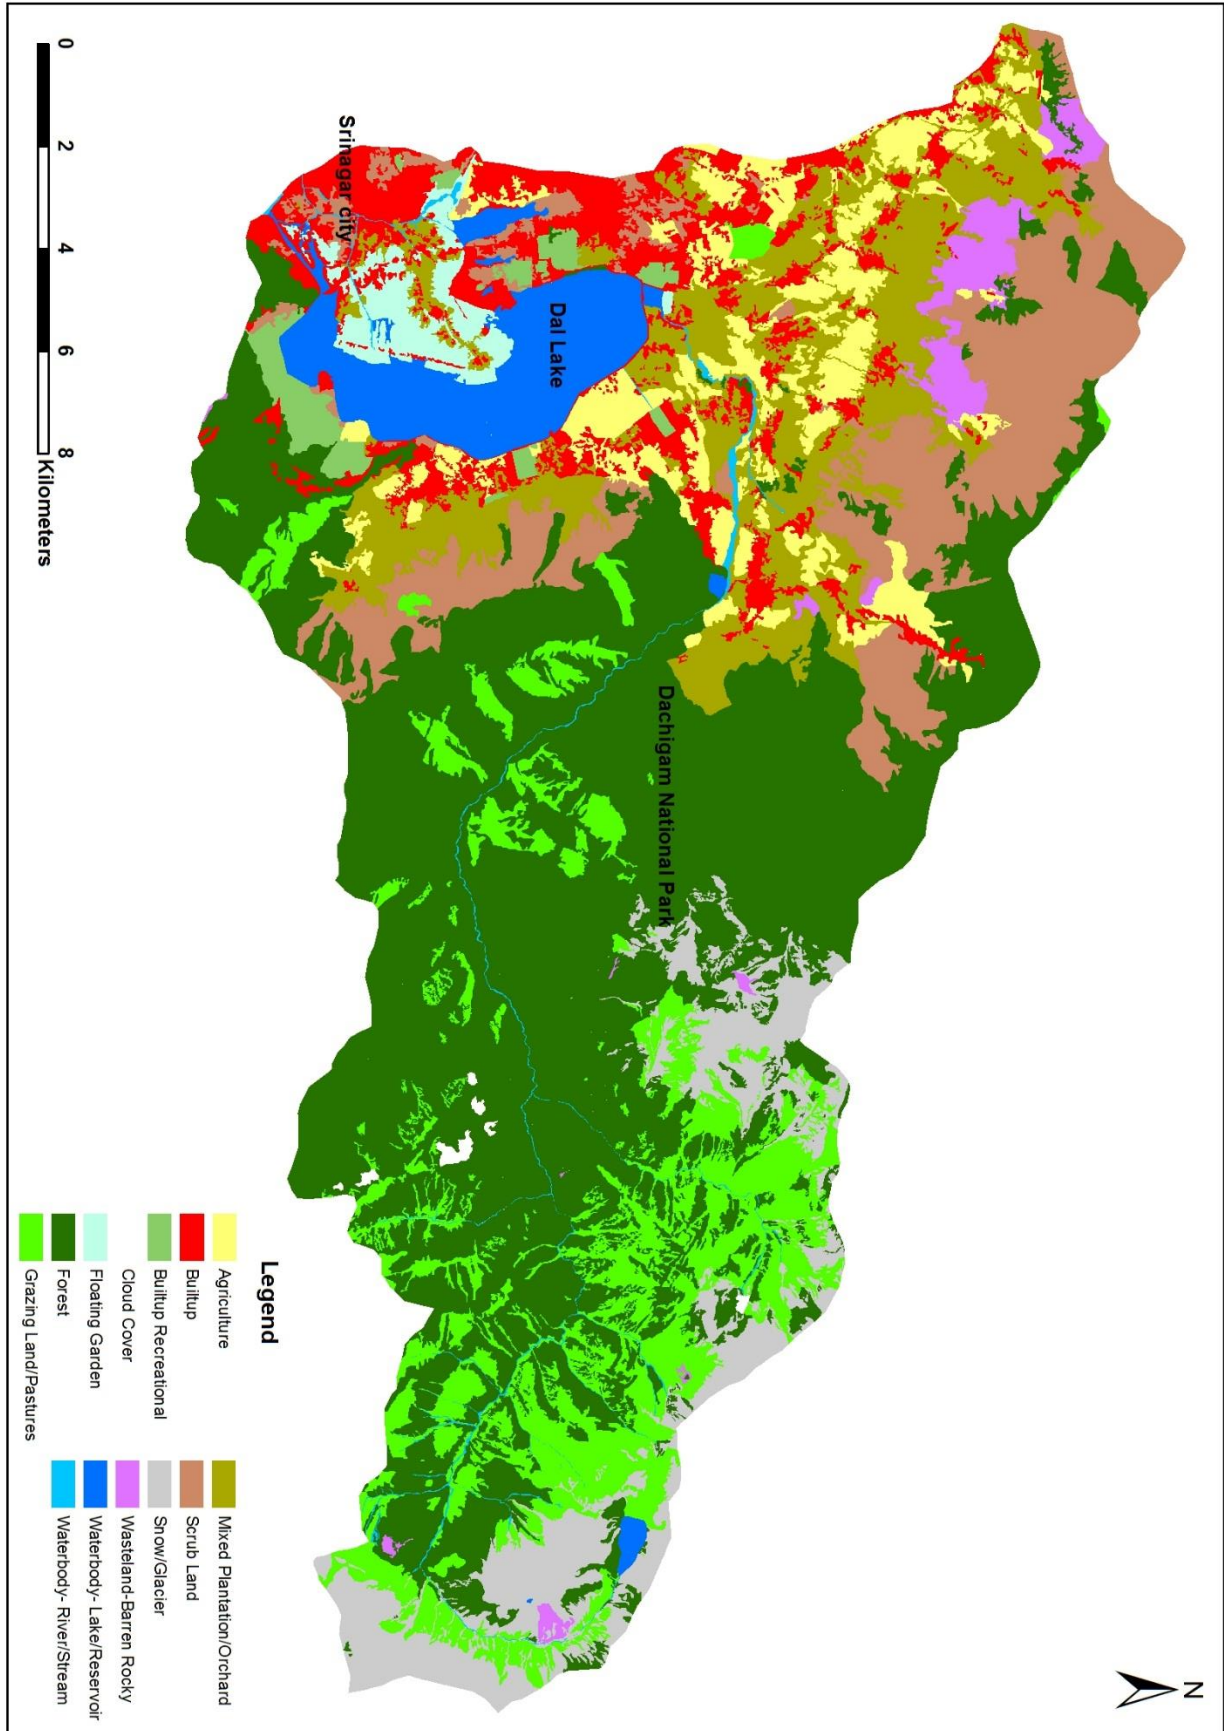 N
Dachigam National Park
Dal Lake
Srinagar city
0 2 4 6 8
Kilometers
Legend
Agriculture
Builtup
Builtup Recreational
Cloud Cover
Floating Garden
Forest
Grazing Land/Pastures
Mixed Plantation/Orchard
Scrub Land
Snow/Glacier
Wasteland-Barren Rocky
Waterbody- Lake/Reservoir
Waterbody- River/Stream